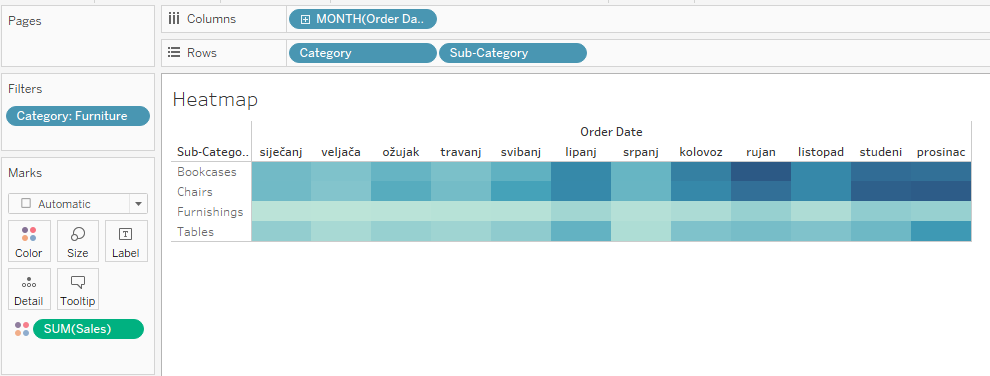 Pages
Columns
MONTH(Order Da..
Rows
Category
Sub-Category
Filters
Category: Furniture
Marks
Automatic
Color
Size
Label
Detail
Tooltip
SUM(Sales)
Heatmap
Order Date
Sub-Catego.. siječanj veljača ožujak travanj svibanj lipanj srpanj kolovoz rujan listopad studeni prosinac
Bookcases
Chairs
Furnishings
Tables